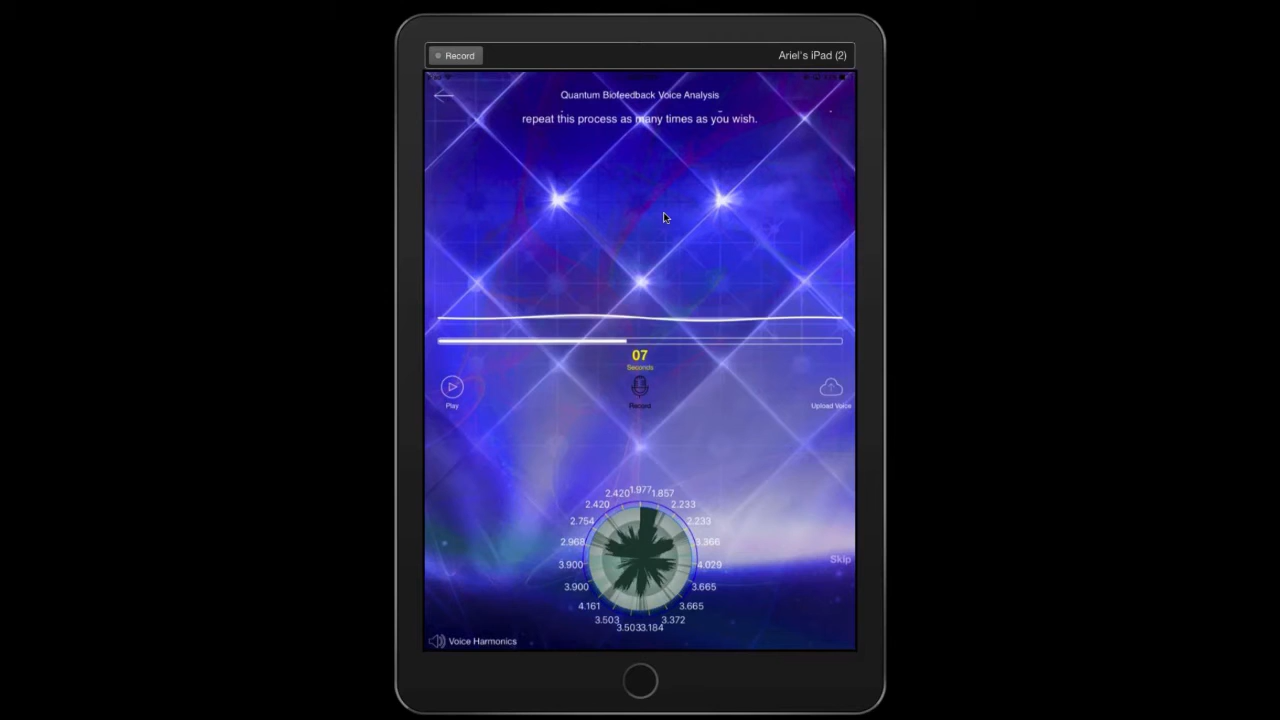 Record
Ariel's iPad (2)
Quantum Biofeedback Voice Analysis
repeat this process as many times as you wish.
07
Seconds
Play
Record
Upload Voice
1.977
2.420
1.857
2.420
2.233
2.754
2.233
2.968
3.366
3.900
4.029
Skip
3.900
3.665
4.161
3.665
3.503
3.372
3.503
3.184
Voice Harmonics